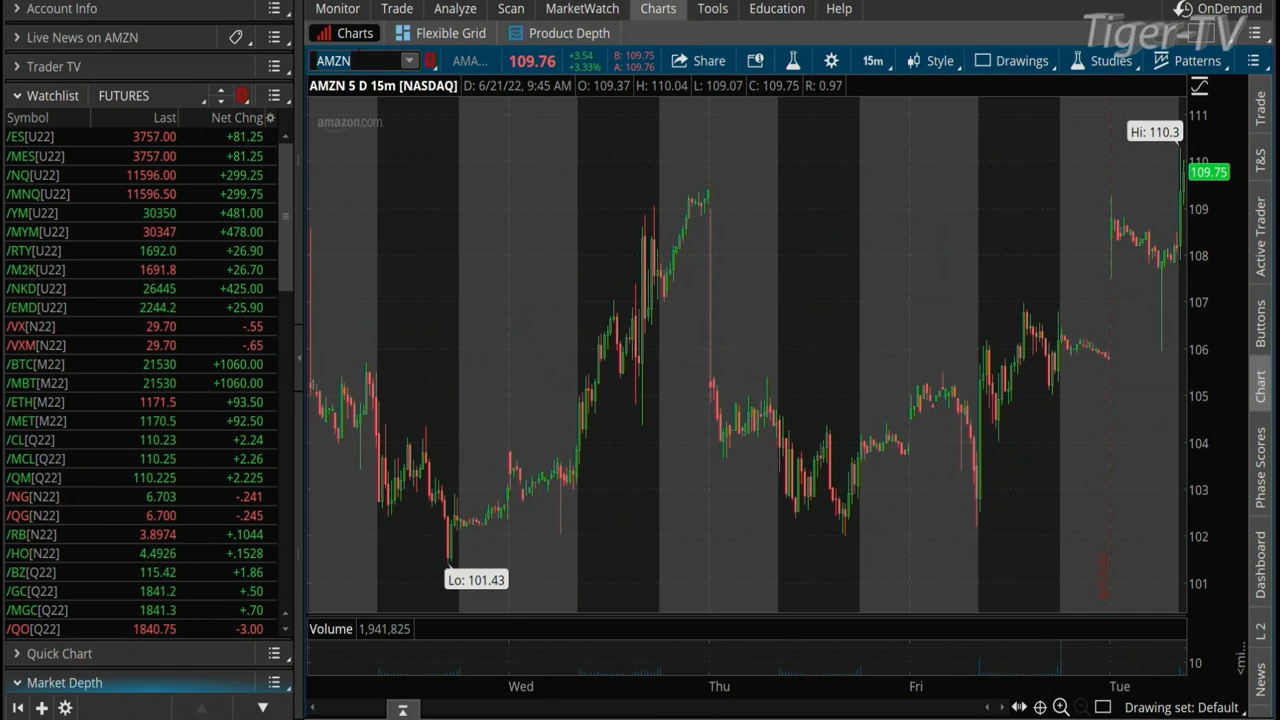 Account Info
Live News on AMZN
Trader TV
Watchlist FUTURES
Symbol Last Net Chng
/ES[U22] 3757.00 +81.25
/MES[U22] 3757.00 +81.25
/NQ[U22] 11596.00 +299.25
/MNQ[U22] 11596.50 +299.75
/YM[U22] 30350 +481.00
/MYM[U22] 30347 +478.00
/RTY[U22] 1692.0 +26.90
/M2K[U22] 1691.8 +26.70
/NKD[U22] 26445 +425.00
/EMD[U22] 2244.2 +25.90
/VX[N22] 29.70 -.55
/VXM[N22] 29.70 -.65
/BTC[M22] 21530 +1060.00
/MBT[M22] 21530 +1060.00
/ETH[M22] 1171.5 +93.50
/MET[M22] 1170.5 +92.50
/CL[Q22] 110.23 +2.24
/MCL[Q22] 110.25 +2.26
/QM[Q22] 110.225 +2.225
/NG[N22] 6.703 -.241
/QG[N22] 6.700 -.245
/RB[N22] 3.8974 +.1044
/HO[N22] 4.4926 +.1528
/BZ[Q22] 115.42 +1.86
/GC[Q22] 1841.2 +.50
/MGC[Q22] 1841.3 +.70
/QO[Q22] 1840.75 -3.00
Quick Chart
Market Depth
Monitor Trade Analyze Scan MarketWatch Charts Tools Education Help
OnDemand
Tiger-TV
Charts Flexible Grid Product Depth
AMZN AMA... 109.76 +3.54 +3.33% B: 109.75 A: 109.76 Share 15m Style Drawings Studies Patterns
AMZN 5 D 15m [NASDAQ] D: 6/21/22, 9:45 AM O: 109.37 H: 110.04 L: 109.07 C: 109.75 R: 0.97
amazon.com
Hi: 110.3
Lo: 101.43
111
110
109.75
109
108
107
106
105
104
103
102
101
Volume 1,941,825
10
Wed Thu Fri Tue
Drawing set: Default
Trade
T&S
Active Trader
Buttons
Chart
Phase Scores
Dashboard
L 2
News